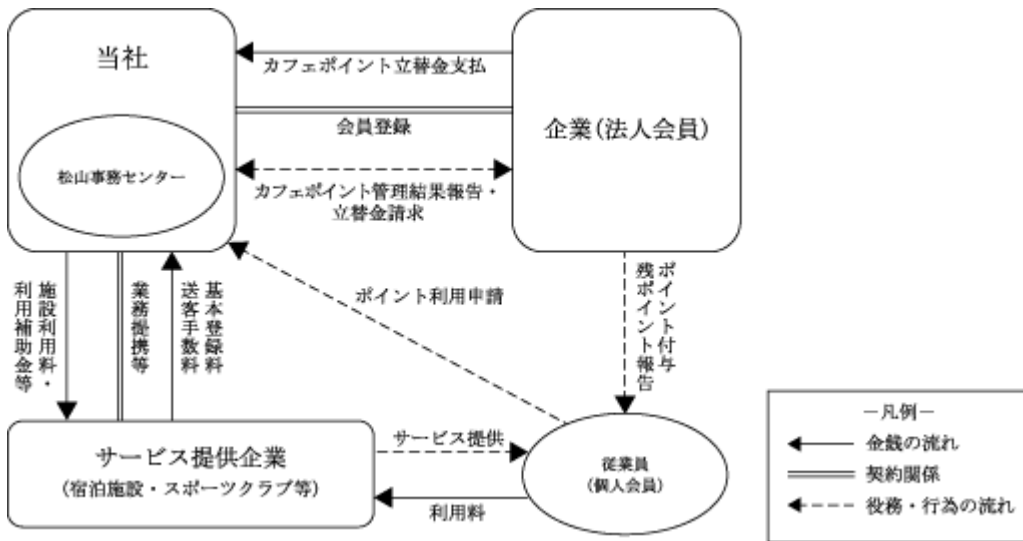 当社
松山事務センター
カフェポイント立替金支払
会員登録
カフェポイント管理結果報告・
立替金請求
企業(法人会員)
施設利用料・
利用補助金等
業務提携等
基本登録料
送客手数料
ポイント利用申請
ポイント付与
残ポイント報告
サービス提供企業
(宿泊施設・スポーツクラブ等)
サービス提供
利用料
従業員
(個人会員)
－凡例－
金銭の流れ
契約関係
役務・行為の流れ